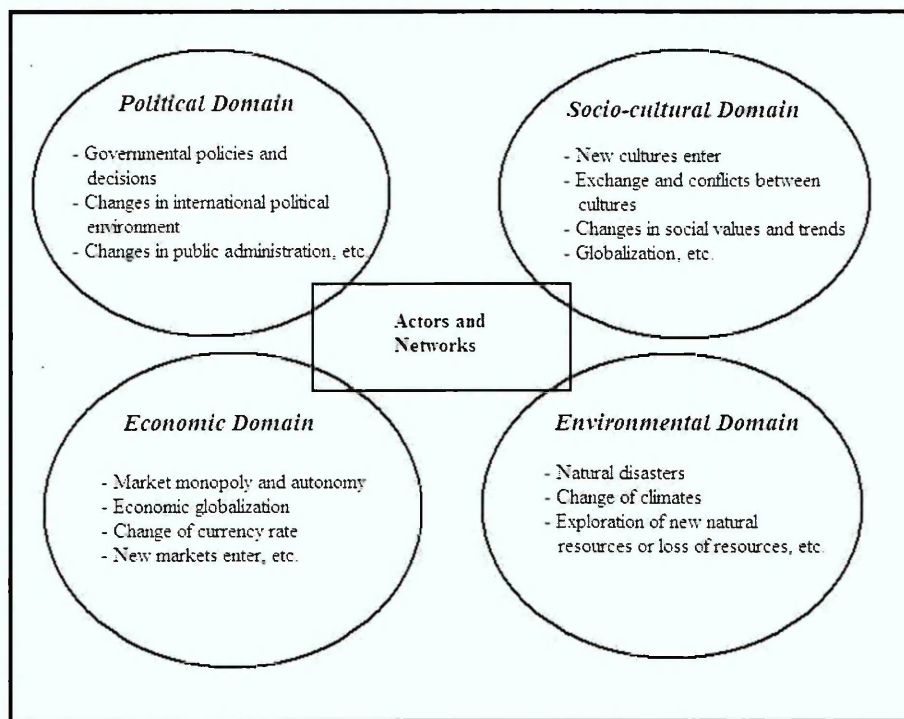 Political Domain
- Governmental policies and
decisions
- Changes in international political
environment
- Changes in public administration, etc.
Socio-cultural Domain
- New cultures enter
- Exchange and conflicts between
cultures
- Changes in social values and trends
- Globalization, etc.
Actors and
Networks
Economic Domain
- Market monopoly and autonomy
- Economic globalization
- Change of currency rate
- New markets enter, etc.
Environmental Domain
- Natural disasters
- Change of climates
- Exploration of new natural
resources or loss of resources, etc.